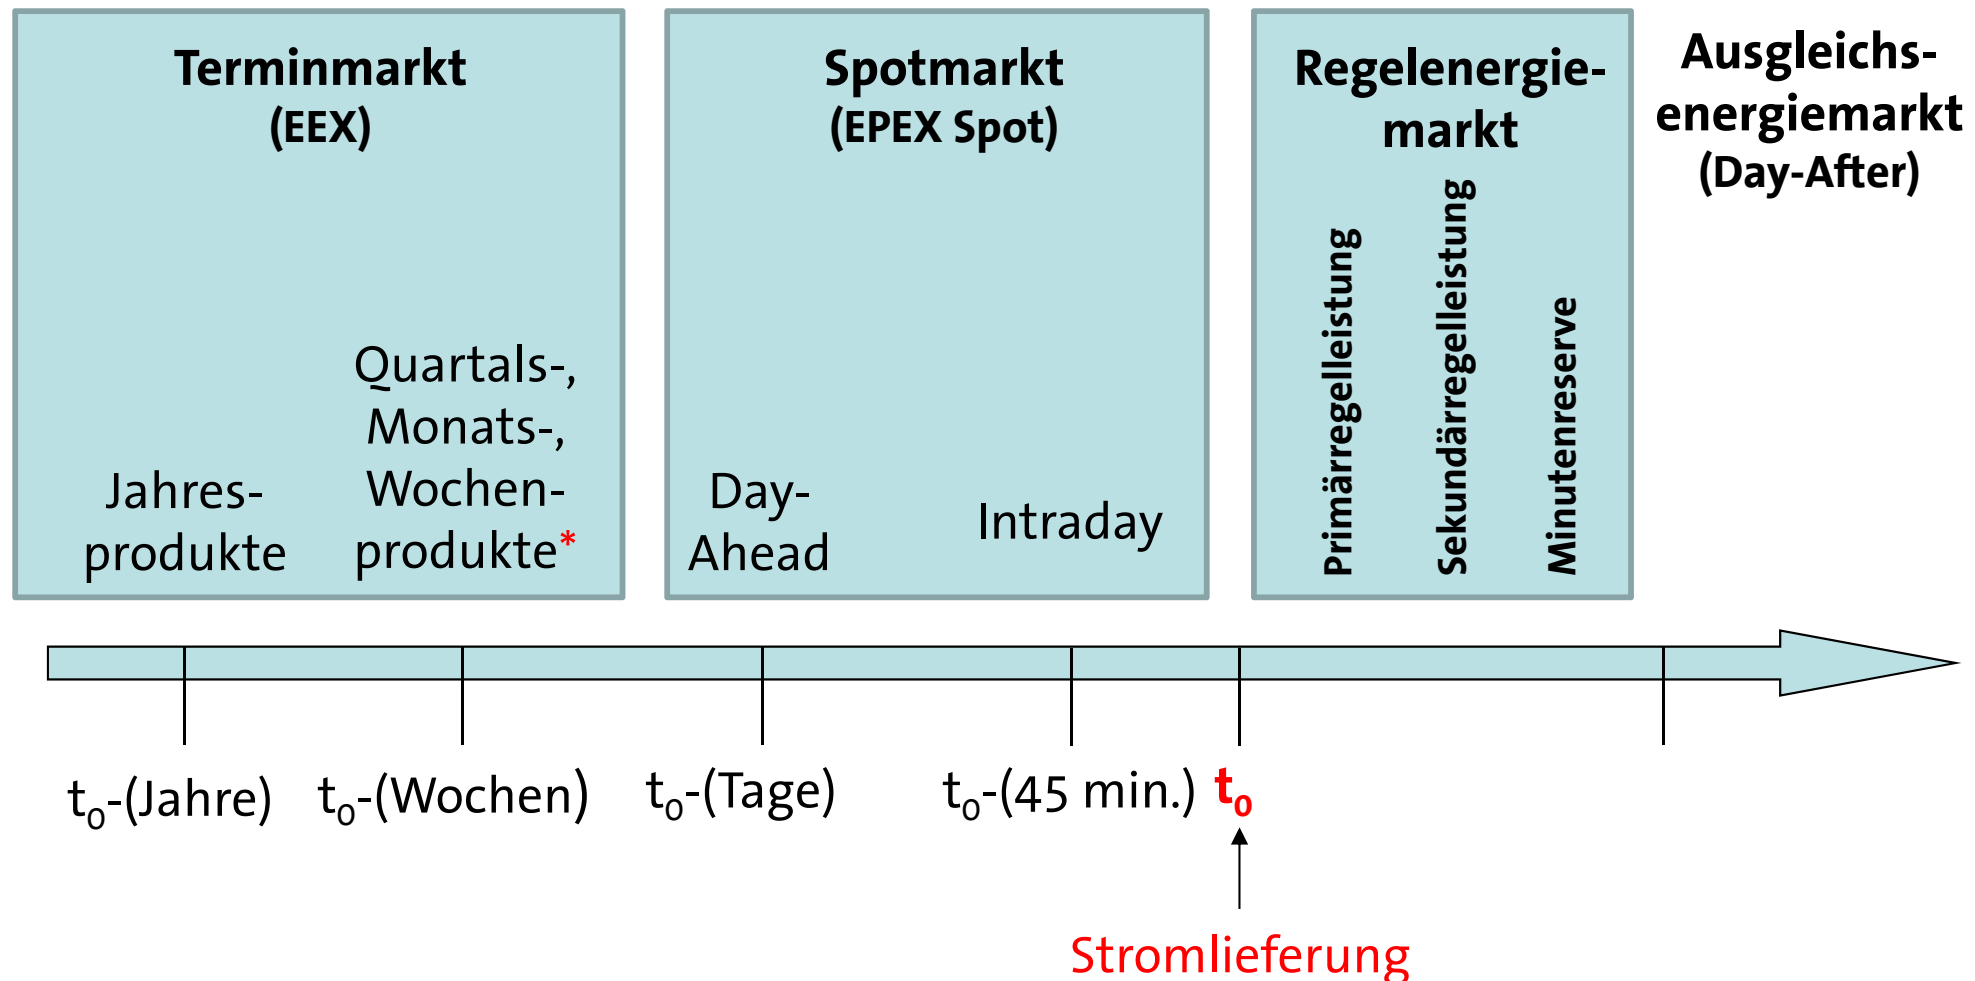 Terminmarkt
(EEX)
Jahres-
produkte
Quartals-,
Monats-,
Wochen-
produkte*
Spotmarkt
(EPEX Spot)
Day-
Ahead
Intraday
Regelenergie-
markt
Primärregelleistung
Sekundärregelleistung
Minutenreserve
Ausgleichs-
energiemarkt
(Day-After)
t₀-(Jahre)
t₀-(Wochen)
t₀-(Tage)
t₀-(45 min.)
t₀
Stromlieferung